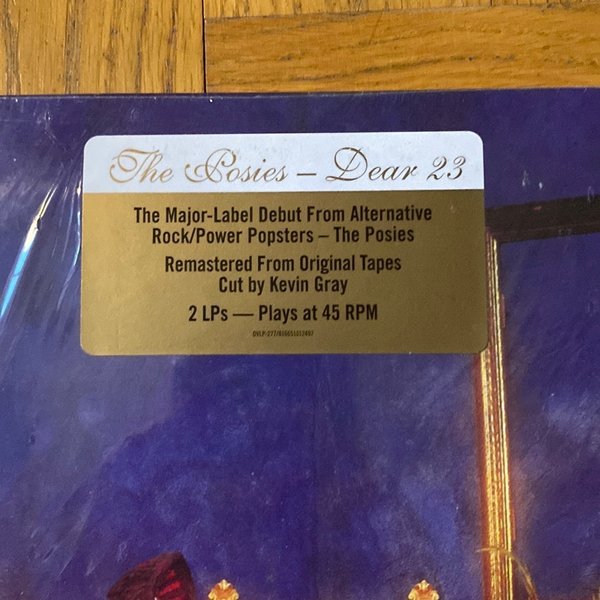 The Posies – Dear 23
The Major-Label Debut From Alternative
Rock/Power Popsters – The Posies
Remastered From Original Tapes
Cut by Kevin Gray
2 LPs — Plays at 45 RPM